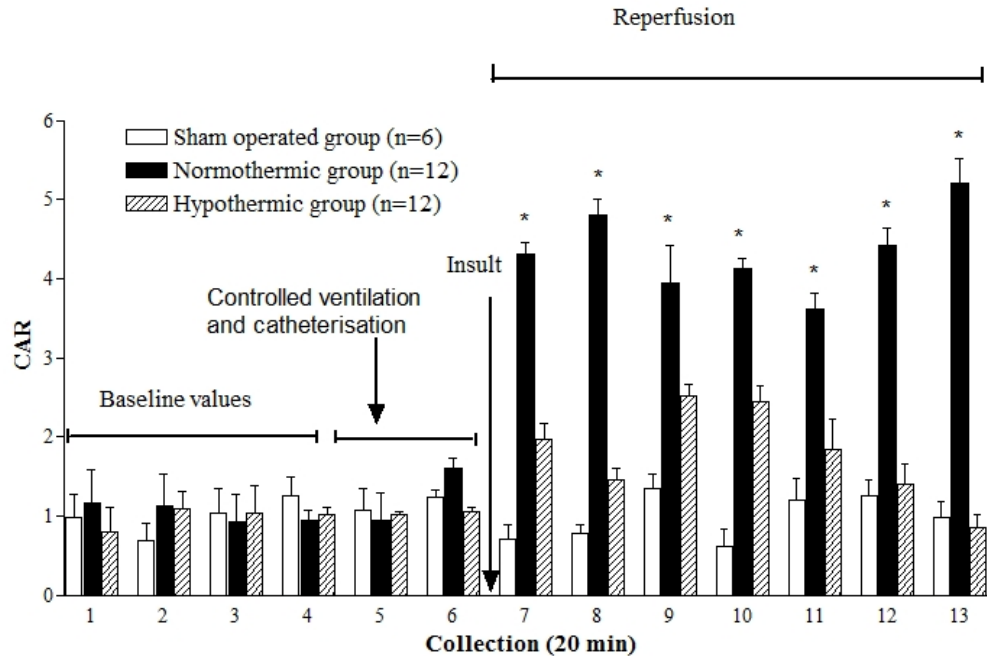 Reperfusion
6
Sham operated group (n=6)
Normothermic group (n=12)
Hypothermic group (n=12)
5
4
3
2
1
0
CAR
Baseline values
Controlled ventilation
and catheterisation
Insult
*
*
*
*
*
*
*
1 2 3 4 5 6 7 8 9 10 11 12 13
Collection (20 min)